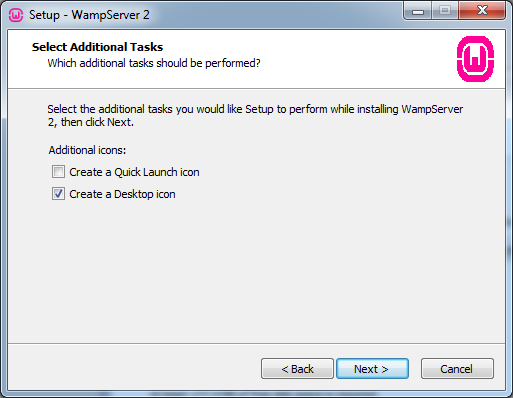 Setup - WampServer 2
Select Additional Tasks
Which additional tasks should be performed?
Select the additional tasks you would like Setup to perform while installing WampServer
2, then click Next.
Additional icons:
Create a Quick Launch icon
Create a Desktop icon
< Back
Next >
Cancel